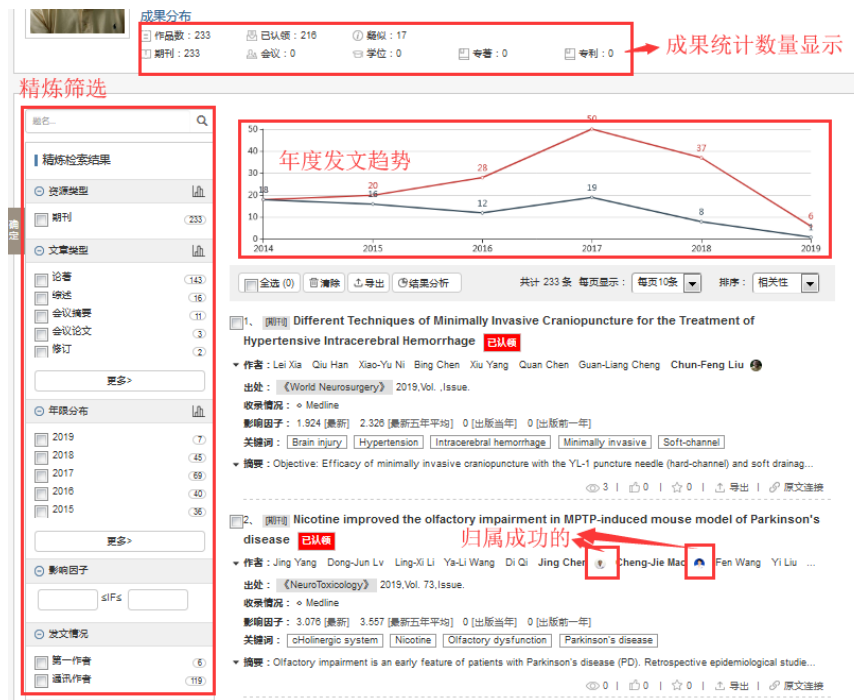 成果分布
作品数：233 已认领：216 疑似：17
期刊：233 会议：0 学位：0 专著：0 专利：0
成果统计数量显示
精炼筛选
题名...
精炼检索结果
资源类型
期刊 (233)
文章类型
论著 (143)
综述 (16)
会议摘要 (11)
会议论文 (3)
修订 (2)
更多>
年限分布
2019 (7)
2018 (45)
2017 (69)
2016 (40)
2015 (36)
更多>
影响因子
≤IF≤
发文情况
第一作者 (6)
通讯作者 (119)
确定
年度发文趋势
50
40
30
20
10
0
18 20 28 50 37 6
18 16 12 19 8 1
2014 2015 2016 2017 2018 2019
全选 (0) 清除 导出 结果分析 共计 233 条 每页显示： 每页10条 排序： 相关性
1、 [期刊] Different Techniques of Minimally Invasive Craniopuncture for the Treatment of
Hypertensive Intracerebral Hemorrhage 已认领
作者：Lei Xia Qiu Han Xiao-Yu Ni Bing Chen Xiu Yang Quan Chen Guan-Liang Cheng Chun-Feng Liu
出处： 《World Neurosurgery》 2019,Vol. ,Issue.
收录情况： Medline
影响因子：1.924 [最新] 2.326 [最新五年平均] 0 [出版当年] 0 [出版前一年]
关键词： Brain injury Hypertension Intracerebral hemorrhage Minimally invasive Soft-channel
摘要：Objective: Efficacy of minimally invasive craniopuncture with the YL-1 puncture needle (hard-channel) and soft drainag...
3 | 0 | 0 | 导出 | 原文连接
2、 [期刊] Nicotine improved the olfactory impairment in MPTP-induced mouse model of Parkinson's
disease 已认领
归属成功的
作者：Jing Yang Dong-Jun Lv Ling-Xi Li Ya-Li Wang Di Qi Jing Chen Cheng-Jie Mao Fen Wang Yi Liu ...
出处： 《NeuroToxicology》 2019,Vol. 73,Issue.
收录情况： Medline
影响因子：3.076 [最新] 3.557 [最新五年平均] 0 [出版当年] 0 [出版前一年]
关键词： cHolinergic system Nicotine Olfactory dysfunction Parkinson's disease
摘要：Olfactory impairment is an early feature of patients with Parkinson's disease (PD). Retrospective epidemiological studie...
0 | 0 | 0 | 导出 | 原文连接